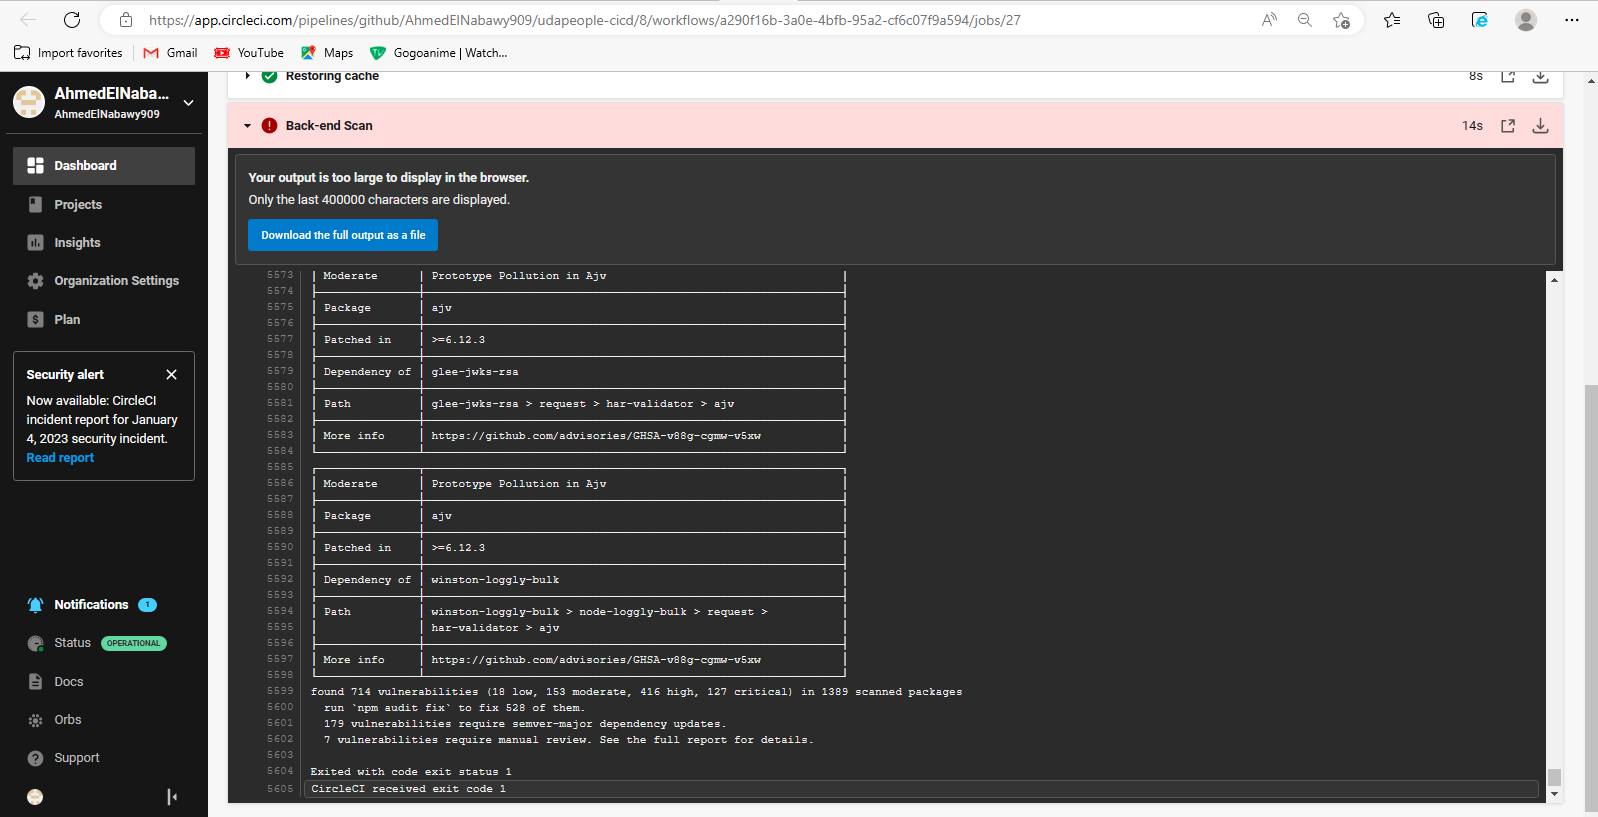 https://app.circleci.com/pipelines/github/AhmedElNabawy909/udapeople-cicd/8/workflows/a290f16b-3a0e-4bfb-95a2-cf6c07f9a594/jobs/27
Import favorites
Gmail
YouTube
Maps
Gogoanime | Watch...
AhmedElNaba...
AhmedElNabawy909
Dashboard
Projects
Insights
Organization Settings
Plan
Security alert
Now available: CircleCI
incident report for January
4, 2023 security incident.
Read report
Notifications 1
Status OPERATIONAL
Docs
Orbs
Support
Restoring cache 8s
Back-end Scan 14s
Your output is too large to display in the browser.
Only the last 400000 characters are displayed.
Download the full output as a file
5573 Moderate Prototype Pollution in Ajv
5574
5575 Package ajv
5576
5577 Patched in >=6.12.3
5578
5579 Dependency of glee-jwks-rsa
5580
5581 Path glee-jwks-rsa > request > har-validator > ajv
5582
5583 More info https://github.com/advisories/GHSA-v88g-cgmw-v5xw
5584
5585
5586 Moderate Prototype Pollution in Ajv
5587
5588 Package ajv
5589
5590 Patched in >=6.12.3
5591
5592 Dependency of winston-loggly-bulk
5593
5594 Path winston-loggly-bulk > node-loggly-bulk > request >
5595 har-validator > ajv
5596
5597 More info https://github.com/advisories/GHSA-v88g-cgmw-v5xw
5598
5599 found 714 vulnerabilities (18 low, 153 moderate, 416 high, 127 critical) in 1389 scanned packages
5600 run `npm audit fix` to fix 528 of them.
5601 179 vulnerabilities require semver-major dependency updates.
5602 7 vulnerabilities require manual review. See the full report for details.
5603
5604 Exited with code exit status 1
5605 CircleCI received exit code 1